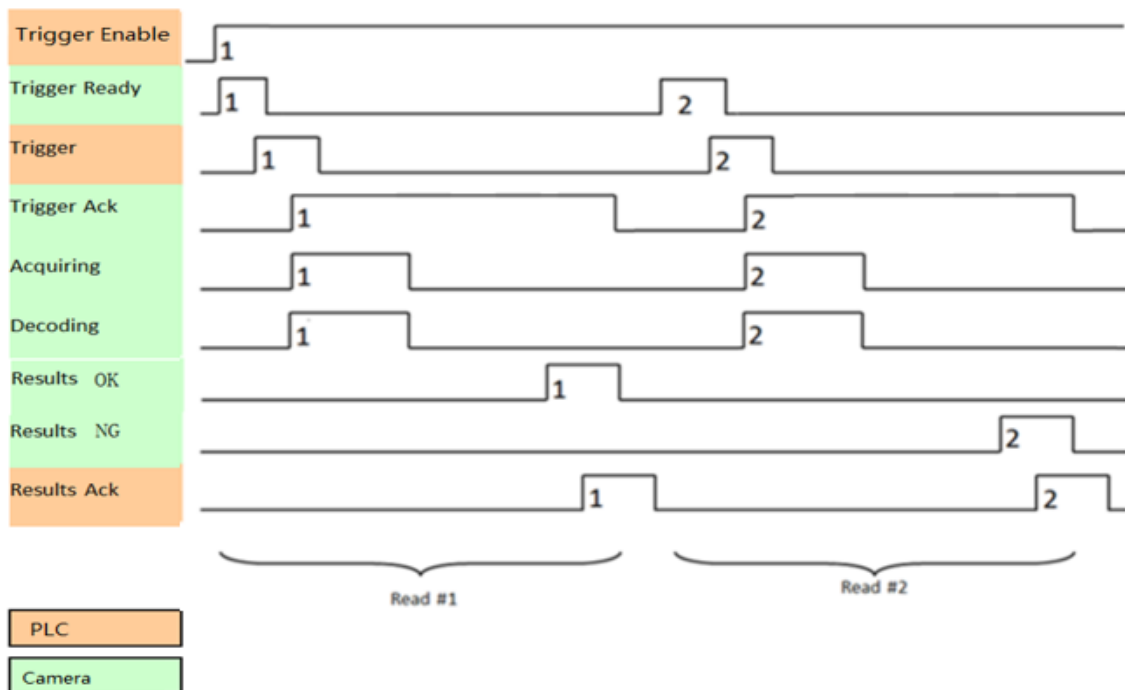 Trigger Enable
1
Trigger Ready
1 2
Trigger
1 2
Trigger Ack
1 2
Acquiring
1 2
Decoding
1 2
Results OK
1
Results NG
2
Results Ack
1 2
Read #1 Read #2
PLC
Camera